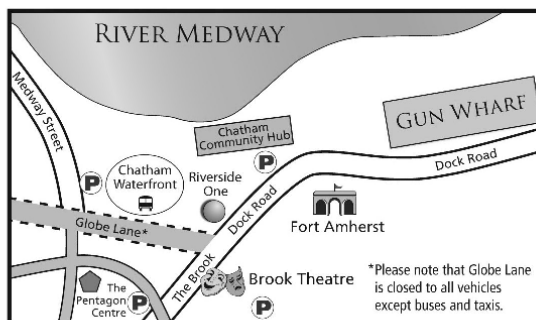 RIVER MEDWAY
Medway Street
GUN WHARF
Chatham
Community Hub
P
Dock Road
Chatham
Waterfront
P
Riverside
One
Dock Road
Fort Amherst
Globe Lane*
The Brook
Brook Theatre
The
Pentagon
Centre
P
P
*Please note that Globe Lane
is closed to all vehicles
except buses and taxis.